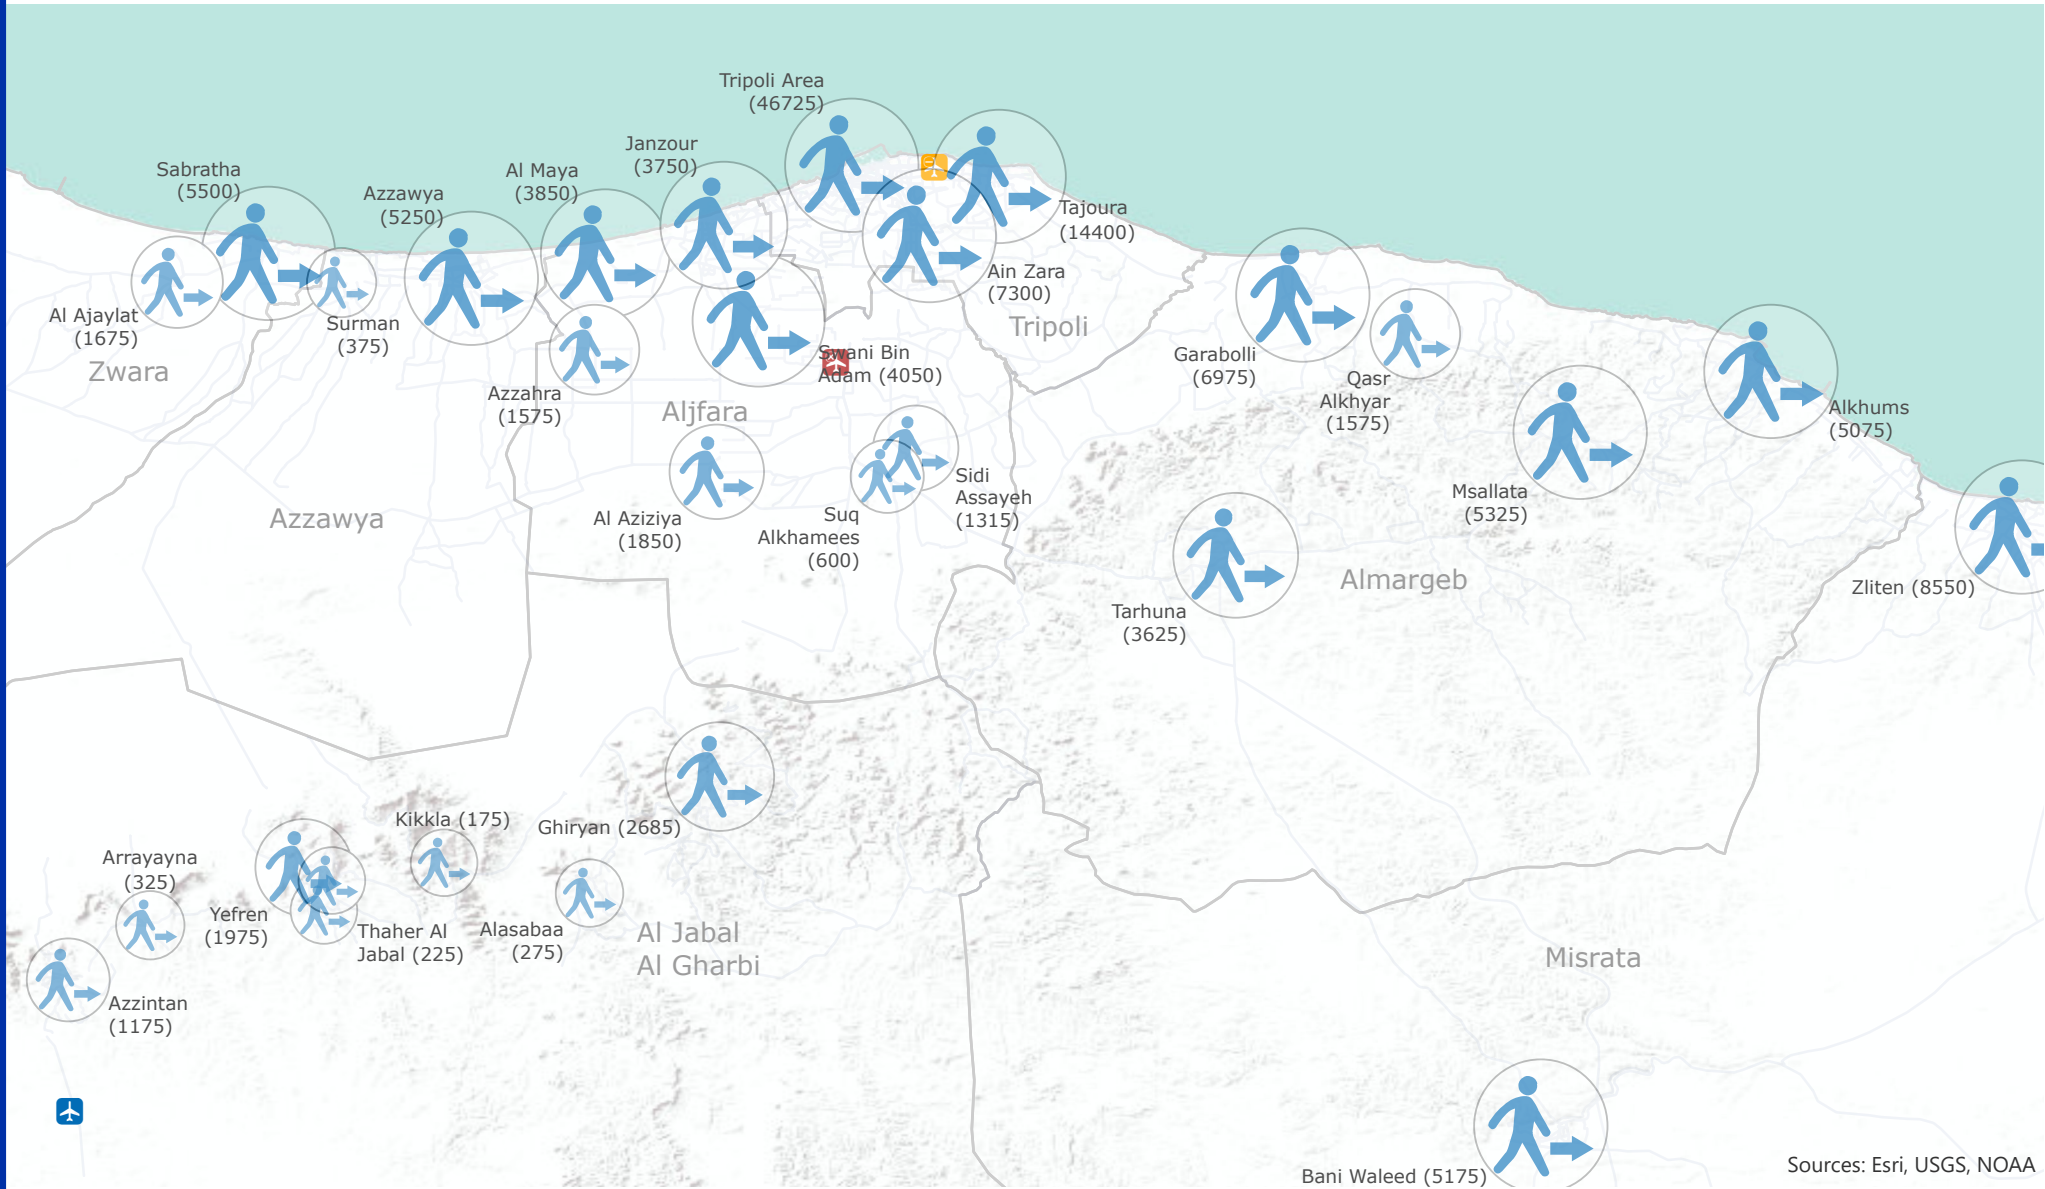 Tripoli Area
(46725)
Janzour
(3750)
Sabratha
(5500)
Al Maya
(3850)
Azzawya
(5250)
Tajoura
(14400)
Ain Zara
(7300)
Al Ajaylat
(1675)
Surman
(375)
Tripoli
Zwara
Swani Bin
Adam (4050)
Garabolli
(6975)
Qasr
Alkhyar
(1575)
Azzahra
(1575)
Aljfara
Alkhums
(5075)
Sidi
Assayeh
(1315)
Msallata
(5325)
Azzawya
Al Aziziya
(1850)
Suq
Alkhamees
(600)
Almargeb
Zliten (8550)
Tarhuna
(3625)
Kikkla (175)
Ghiryan (2685)
Arrayayna
(325)
Yefren
(1975)
Thaher Al
Jabal (225)
Alasabaa
(275)
Al Jabal
Al Gharbi
Misrata
Azzintan
(1175)
Bani Waleed (5175)
Sources: Esri, USGS, NOAA